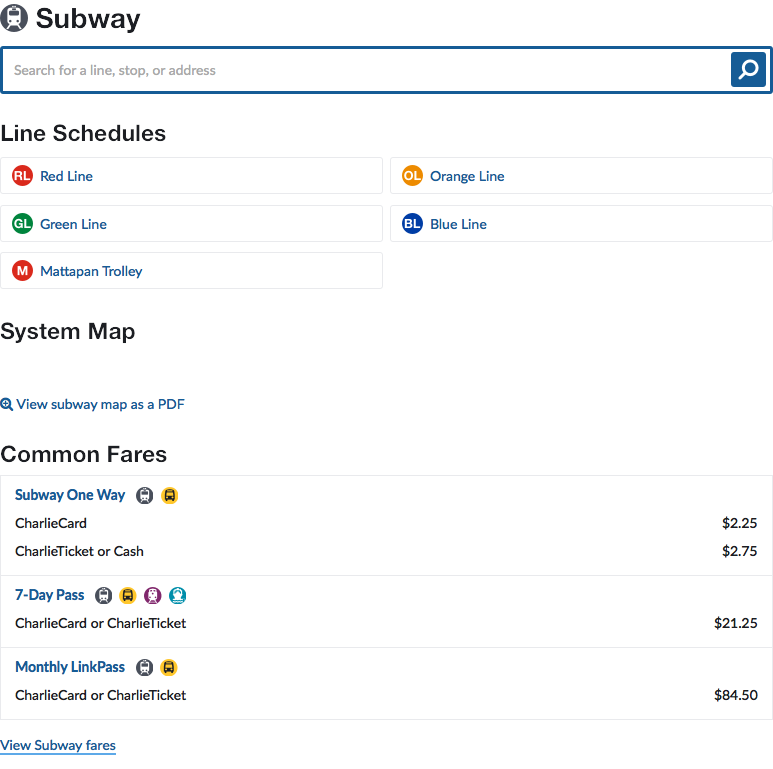 Subway
Search for a line, stop, or address
Line Schedules
RL Red Line
OL Orange Line
GL Green Line
BL Blue Line
M Mattapan Trolley
System Map
View subway map as a PDF
Common Fares
Subway One Way
CharlieCard $2.25
CharlieTicket or Cash $2.75
7-Day Pass
CharlieCard or CharlieTicket $21.25
Monthly LinkPass
CharlieCard or CharlieTicket $84.50
View Subway fares